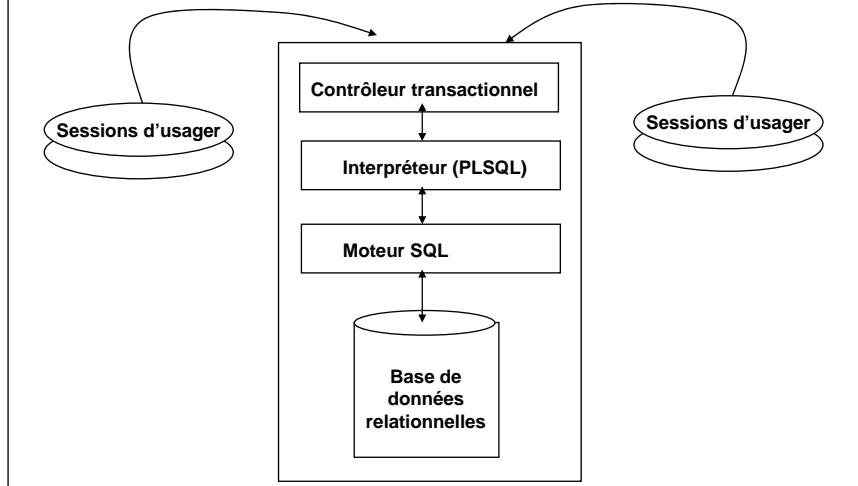 Contrôleur transactionnel
Sessions d'usager
Sessions d'usager
Interpréteur (PLSQL)
Moteur SQL
Base de
données
relationnelles